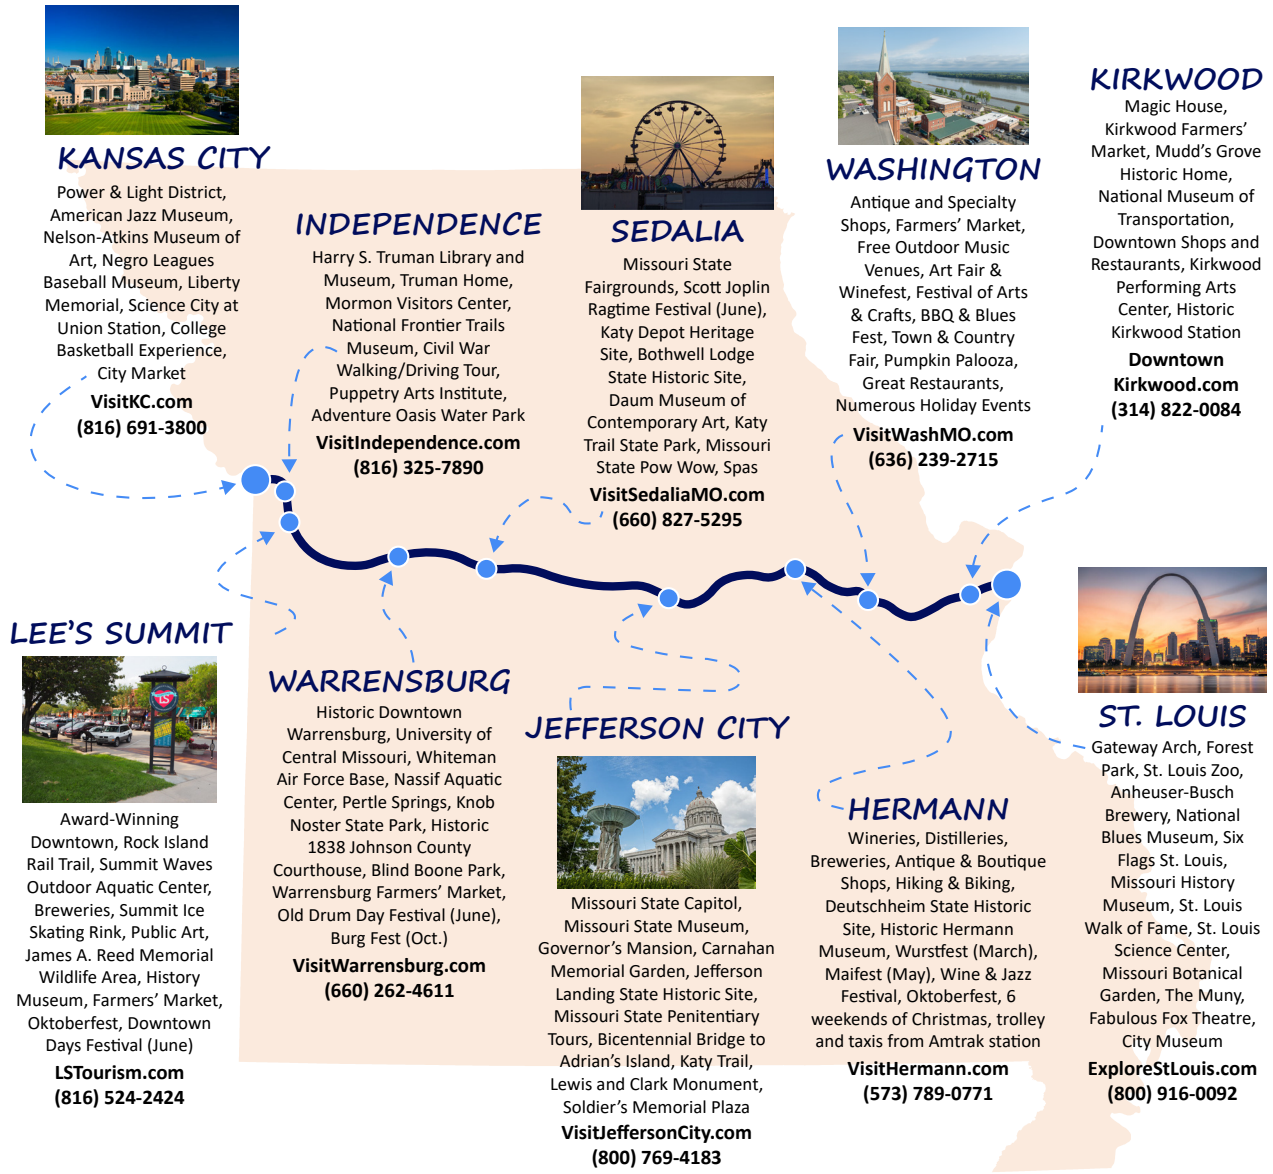 KANSAS CITY
Power & Light District,
American Jazz Museum,
Nelson-Atkins Museum of
Art, Negro Leagues
Baseball Museum, Liberty
Memorial, Science City at
Union Station, College
Basketball Experience,
City Market
VisitKC.com
(816) 691-3800
INDEPENDENCE
Harry S. Truman Library and
Museum, Truman Home,
Mormon Visitors Center,
National Frontier Trails
Museum, Civil War
Walking/Driving Tour,
Puppetry Arts Institute,
Adventure Oasis Water Park
VisitIndependence.com
(816) 325-7890
SEDALIA
Missouri State
Fairgrounds, Scott Joplin
Ragtime Festival (June),
Katy Depot Heritage
Site, Bothwell Lodge
State Historic Site,
Daum Museum of
Contemporary Art, Katy
Trail State Park, Missouri
State Pow Wow, Spas
VisitSedaliaMO.com
(660) 827-5295
WASHINGTON
Antique and Specialty
Shops, Farmers' Market,
Free Outdoor Music
Venues, Art Fair &
Winefest, Festival of Arts
& Crafts, BBQ & Blues
Fest, Town & Country
Fair, Pumpkin Palooza,
Great Restaurants,
Numerous Holiday Events
VisitWashMO.com
(636) 239-2715
KIRKWOOD
Magic House,
Kirkwood Farmers'
Market, Mudd's Grove
Historic Home,
National Museum of
Transportation,
Downtown Shops and
Restaurants, Kirkwood
Performing Arts
Center, Historic
Kirkwood Station
Downtown
Kirkwood.com
(314) 822-0084
LEE'S SUMMIT
LS
Award-Winning
Downtown, Rock Island
Rail Trail, Summit Waves
Outdoor Aquatic Center,
Breweries, Summit Ice
Skating Rink, Public Art,
James A. Reed Memorial
Wildlife Area, History
Museum, Farmers' Market,
Oktoberfest, Downtown
Days Festival (June)
LSTourism.com
(816) 524-2424
WARRENSBURG
Historic Downtown
Warrensburg, University of
Central Missouri, Whiteman
Air Force Base, Nassif Aquatic
Center, Pertle Springs, Knob
Noster State Park, Historic
1838 Johnson County
Courthouse, Blind Boone Park,
Warrensburg Farmers' Market,
Old Drum Day Festival (June),
Burg Fest (Oct.)
VisitWarrensburg.com
(660) 262-4611
JEFFERSON CITY
Missouri State Capitol,
Missouri State Museum,
Governor's Mansion, Carnahan
Memorial Garden, Jefferson
Landing State Historic Site,
Missouri State Penitentiary
Tours, Bicentennial Bridge to
Adrian's Island, Katy Trail,
Lewis and Clark Monument,
Soldier's Memorial Plaza
VisitJeffersonCity.com
(800) 769-4183
HERMANN
Wineries, Distilleries,
Breweries, Antique & Boutique
Shops, Hiking & Biking,
Deutschheim State Historic
Site, Historic Hermann
Museum, Wurstfest (March),
Maifest (May), Wine & Jazz
Festival, Oktoberfest, 6
weekends of Christmas, trolley
and taxis from Amtrak station
VisitHermann.com
(573) 789-0771
ST. LOUIS
Gateway Arch, Forest
Park, St. Louis Zoo,
Anheuser-Busch
Brewery, National
Blues Museum, Six
Flags St. Louis,
Missouri History
Museum, St. Louis
Walk of Fame, St. Louis
Science Center,
Missouri Botanical
Garden, The Muny,
Fabulous Fox Theatre,
City Museum
ExploreStLouis.com
(800) 916-0092